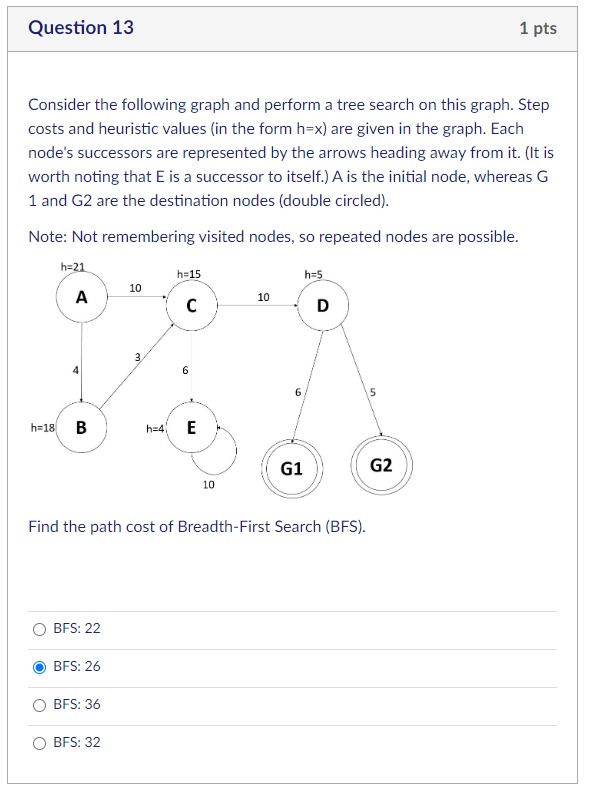 Question 13
1 pts
Consider the following graph and perform a tree search on this graph. Step
costs and heuristic values (in the form h=x) are given in the graph. Each
node's successors are represented by the arrows heading away from it. (It is
worth noting that E is a successor to itself.) A is the initial node, whereas G
1 and G2 are the destination nodes (double circled).
Note: Not remembering visited nodes, so repeated nodes are possible.
h=21
h=15
h=5
A
10
C
10
D
4
3
6
6
5
h=18
B
h=4
E
G1
G2
10
Find the path cost of Breadth-First Search (BFS).
BFS: 22
BFS: 26
BFS: 36
BFS: 32